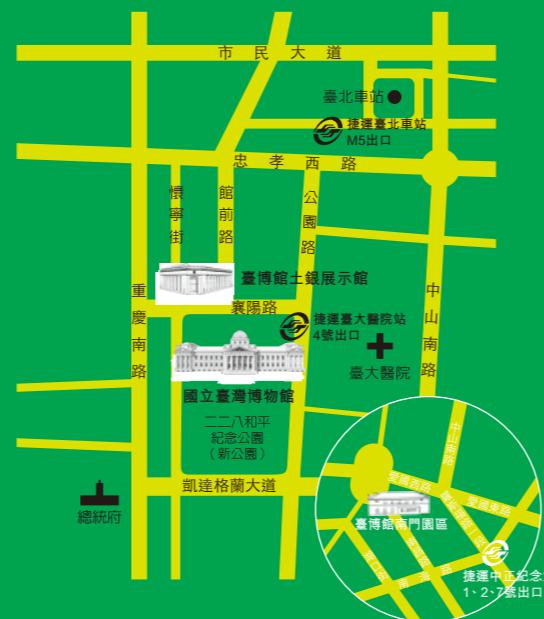 市民大道
臺北車站
捷運臺北車站
M5出口
忠孝西路
懷寧街
館前路
公園路
臺博館土銀展示館
襄陽路
重慶南路
中山南路
捷運臺大醫院站
4號出口
臺大醫院
國立臺灣博物館
二二八和平
紀念公園
（新公園）
凱達格蘭大道
總統府
中山南路
愛國西路
愛國東路
臺博館南門園區
捷運中正紀念
1、2、7號出口